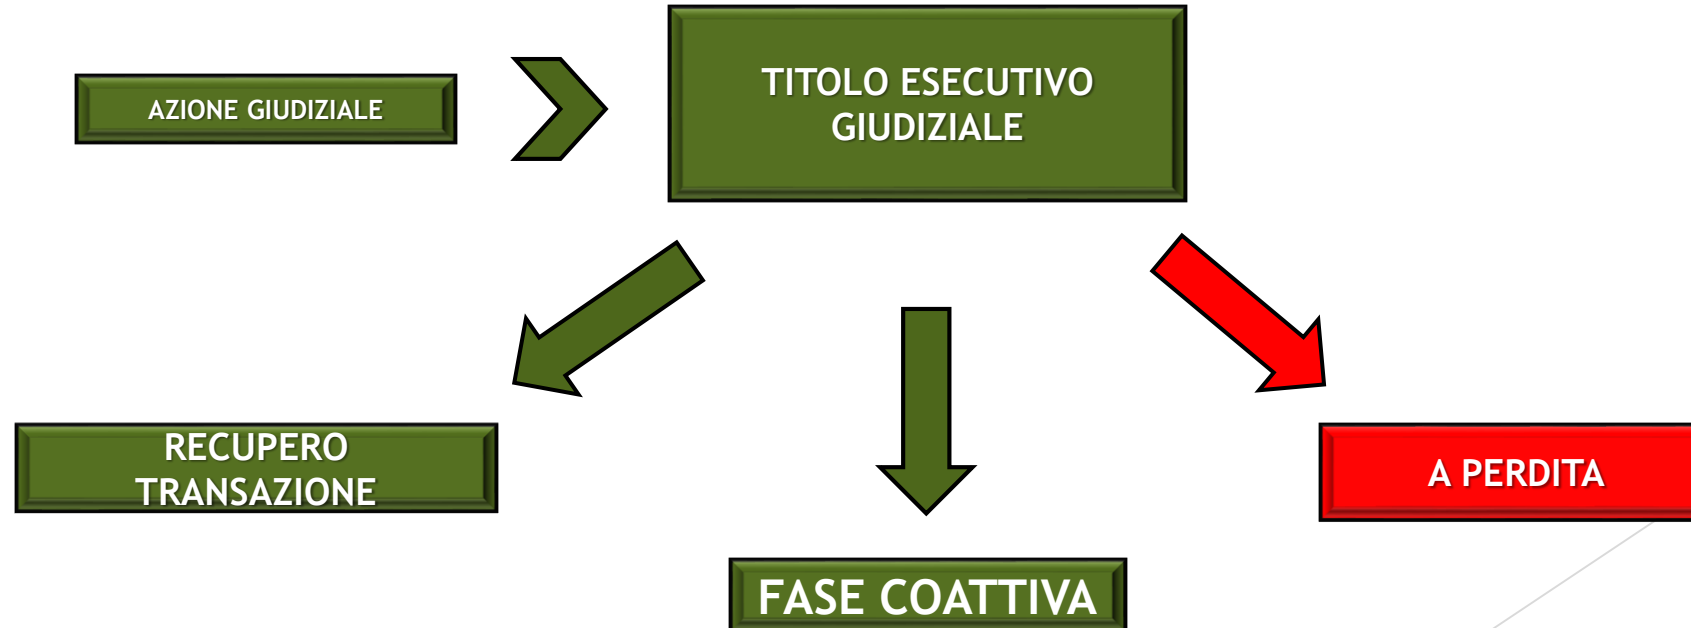 AZIONE GIUDIZIALE
TITOLO ESECUTIVO
GIUDIZIALE
RECUPERO
TRANSAZIONE
A PERDITA
FASE COATTIVA